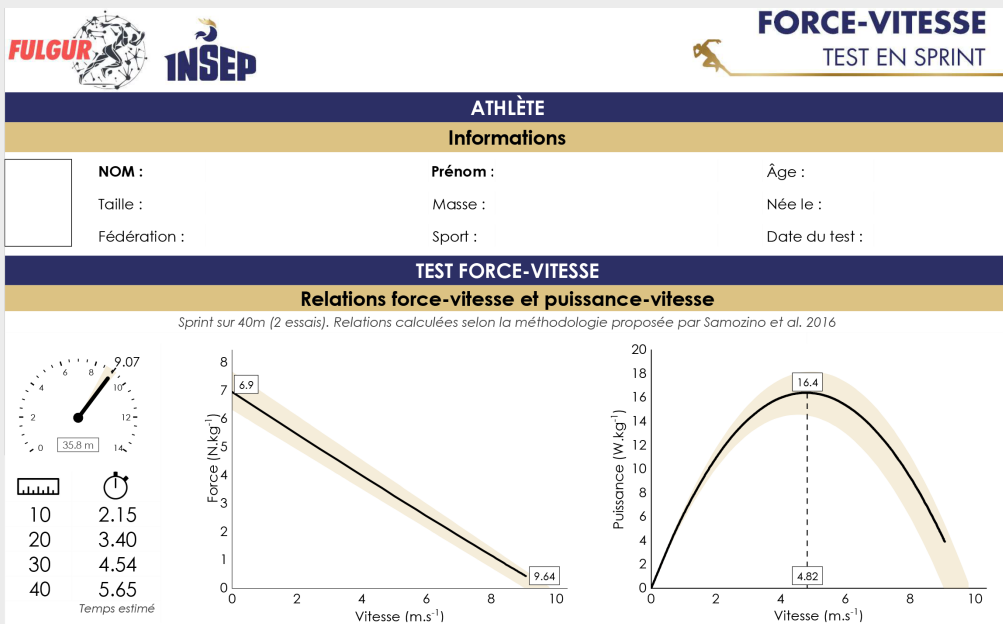 FULGUR
INSEP
FORCE-VITESSE
TEST EN SPRINT
ATHLÈTE
Informations
NOM : Prénom : Âge :
Taille : Masse : Née le :
Fédération : Sport : Date du test :
TEST FORCE-VITESSE
Relations force-vitesse et puissance-vitesse
Sprint sur 40m (2 essais). Relations calculées selon la méthodologie proposée par Samozino et al. 2016
9.07
0 2 4 6 8 10 12 14
35.8 m
10 2.15
20 3.40
30 4.54
40 5.65
Temps estimé
Force (N.kg⁻¹)
8
7
6
5
4
3
2
1
0
6.9
9.64
0 2 4 6 8 10
Vitesse (m.s⁻¹)
Puissance (W.kg⁻¹)
20
18
16
14
12
10
8
6
4
2
0
16.4
4.82
0 2 4 6 8 10
Vitesse (m.s⁻¹)